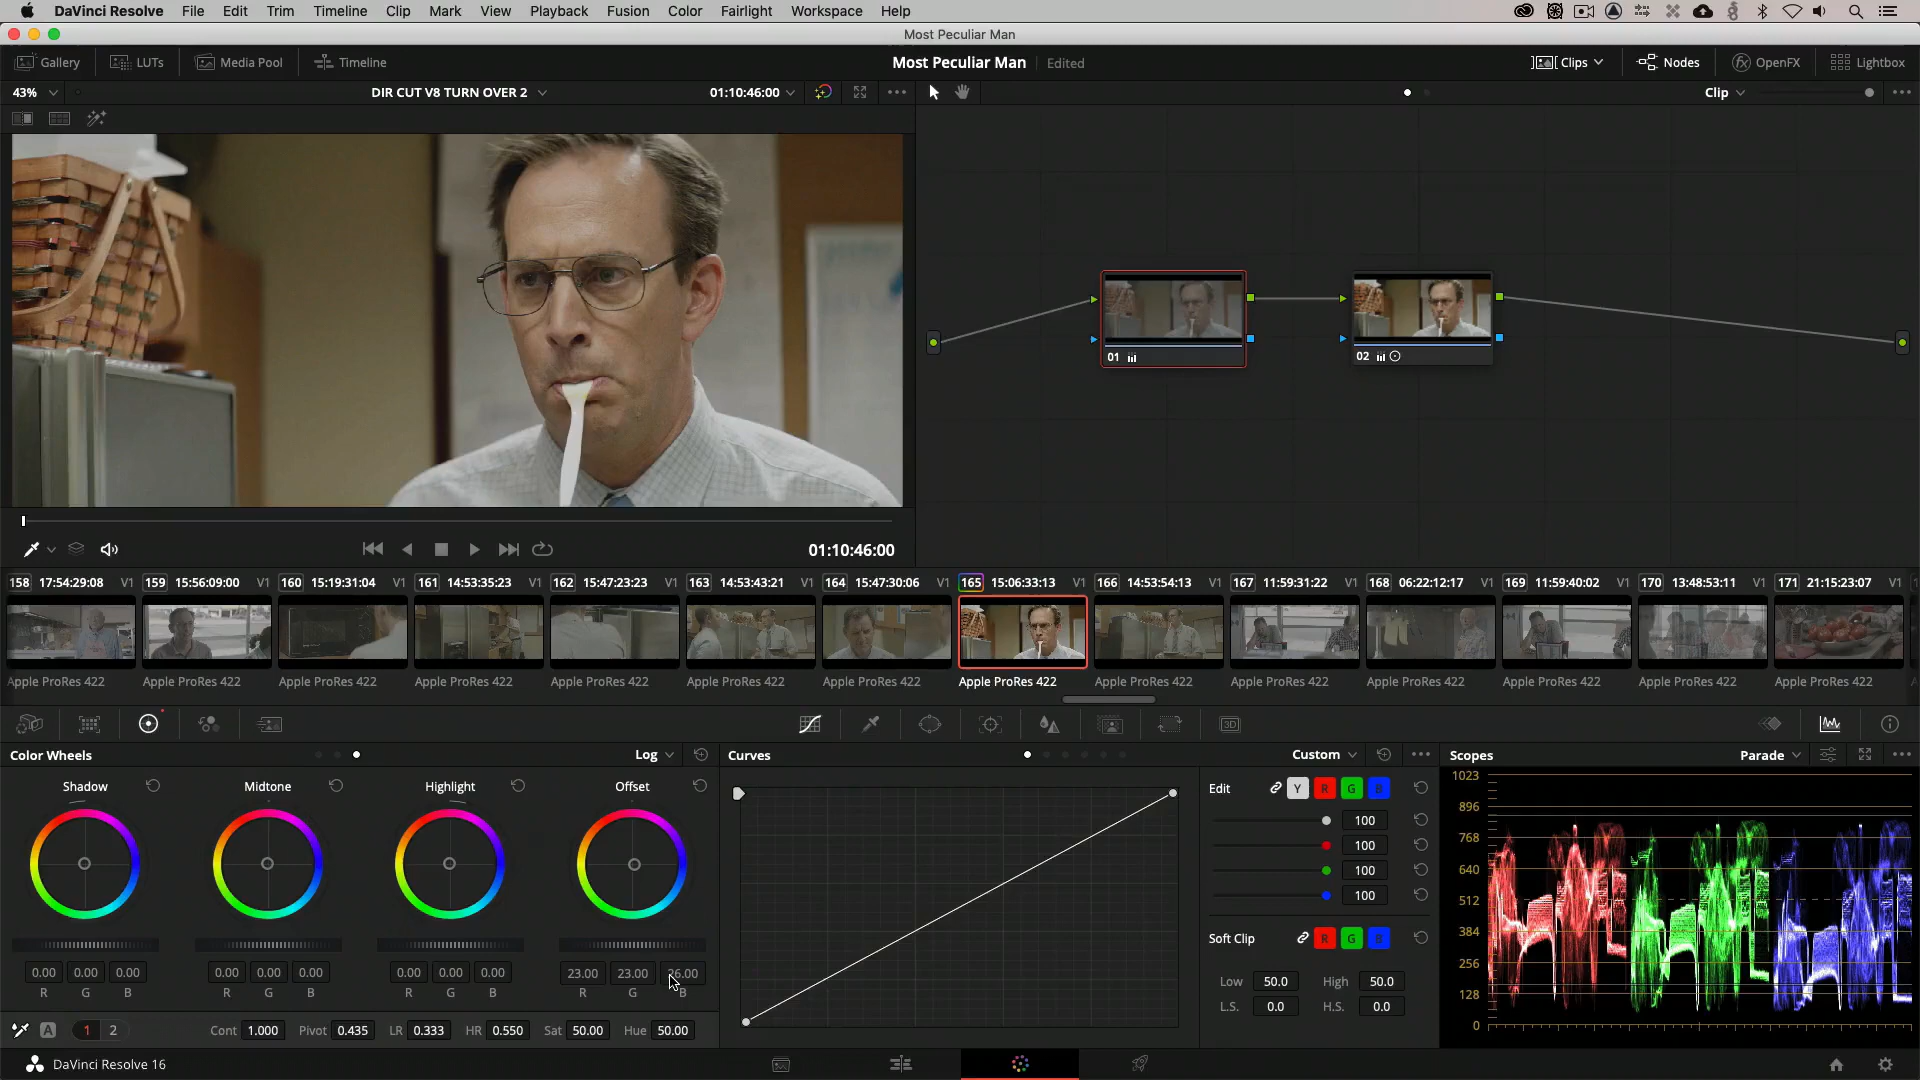 DaVinci Resolve File Edit Trim Timeline Clip Mark View Playback Fusion Color Fairlight Workspace Help
Most Peculiar Man
Gallery LUTs Media Pool Timeline Most Peculiar Man Edited Clips Nodes OpenFX Lightbox
43% DIR CUT V8 TURN OVER 2 01:10:46:00 Clip
01 02
01:10:46:00
158 17:54:29:08 V1 159 15:56:09:00 V1 160 15:19:31:04 V1 161 14:53:35:23 V1 162 15:47:23:23 V1 163 14:53:43:21 V1 164 15:47:30:06 V1 165 15:06:33:13 V1 166 14:53:54:13 V1 167 11:59:31:22 V1 168 06:22:12:17 V1 169 11:59:40:02 V1 170 13:48:53:11 V1 171 21:15:23:07 V1
Apple ProRes 422 Apple ProRes 422 Apple ProRes 422 Apple ProRes 422 Apple ProRes 422 Apple ProRes 422 Apple ProRes 422 Apple ProRes 422 Apple ProRes 422 Apple ProRes 422 Apple ProRes 422 Apple ProRes 422 Apple ProRes 422 Apple ProRes 422
3D
Color Wheels Log Curves Custom Scopes Parade
Shadow Midtone Highlight Offset
0.00 0.00 0.00 0.00 0.00 0.00 0.00 0.00 0.00 23.00 23.00 26.00
R G B R G B R G B R G B
A 1 2 Cont 1.000 Pivot 0.435 LR 0.333 HR 0.550 Sat 50.00 Hue 50.00
Edit Y R G B
100
100
100
100
Soft Clip R G B
Low 50.0 High 50.0
L.S. 0.0 H.S. 0.0
1023
896
768
640
512
384
256
128
0
DaVinci Resolve 16